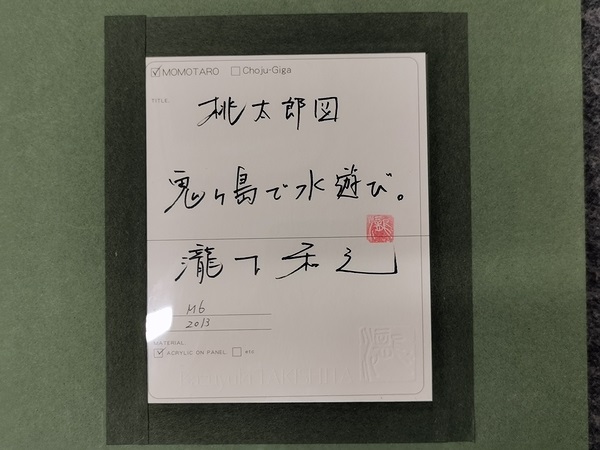 MOMOTARO Choju-Giga
TITLE.
桃太郎図
鬼ヶ島で水遊び。
瀧下和之
M6
2013
MATERIAL
ACRYLIC ON PANEL etc